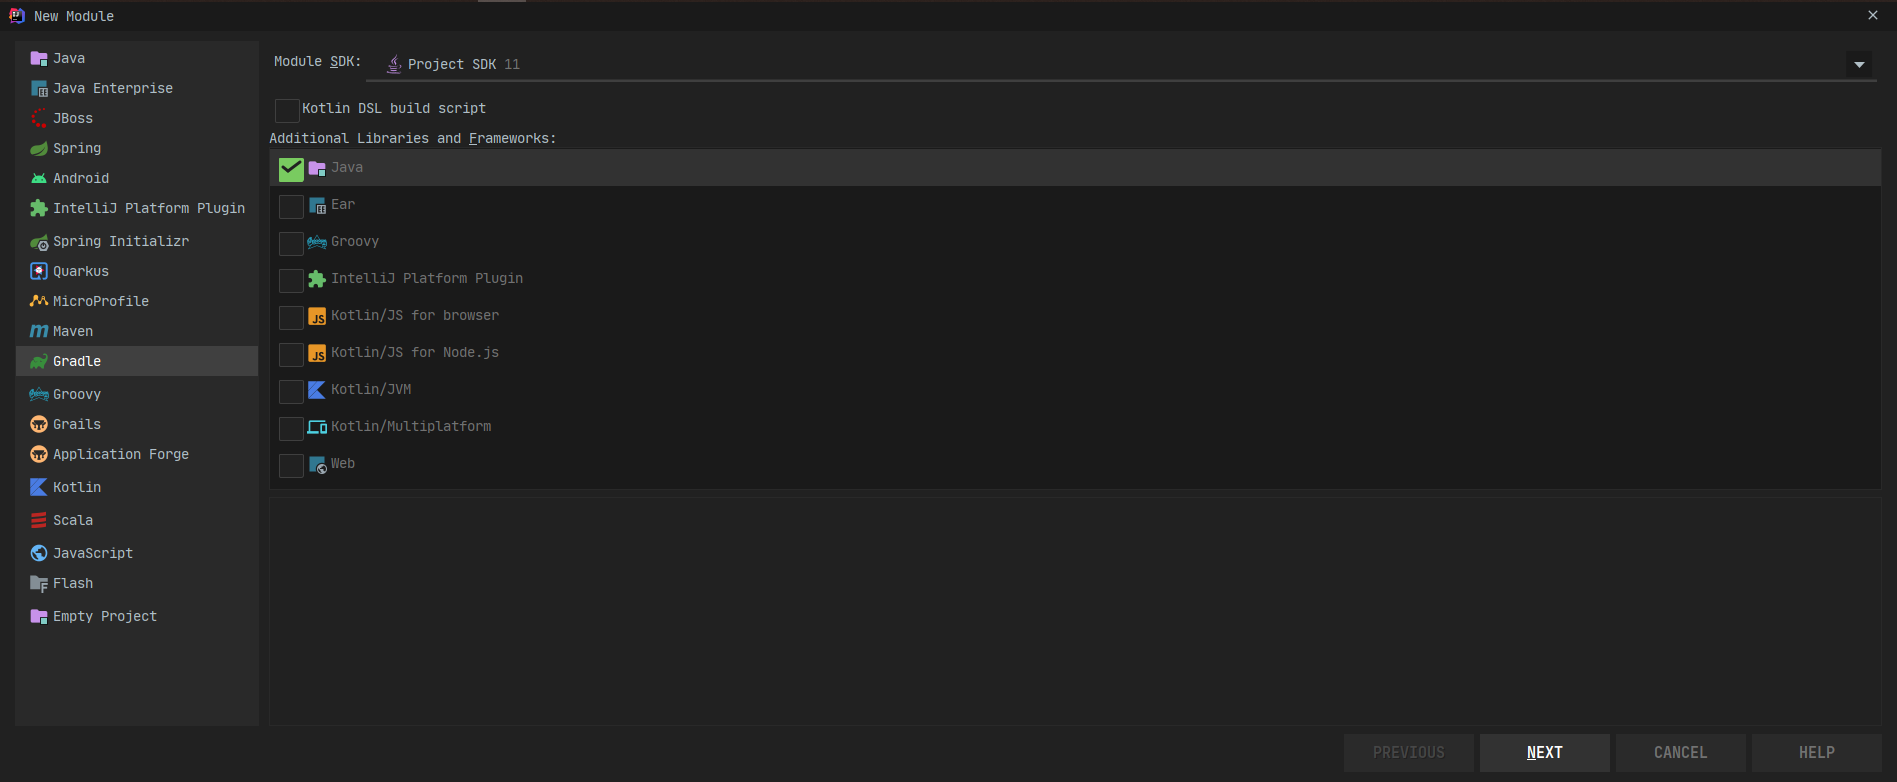 New Module
Java
Java Enterprise
JBoss
Spring
Android
IntelliJ Platform Plugin
Spring Initializr
Quarkus
MicroProfile
Maven
Gradle
Groovy
Grails
Application Forge
Kotlin
Scala
JavaScript
Flash
Empty Project
Module SDK: Project SDK 11
Kotlin DSL build script
Additional Libraries and Frameworks:
Java
Ear
Groovy
IntelliJ Platform Plugin
Kotlin/JS for browser
Kotlin/JS for Node.js
Kotlin/JVM
Kotlin/Multiplatform
Web
PREVIOUS NEXT CANCEL HELP